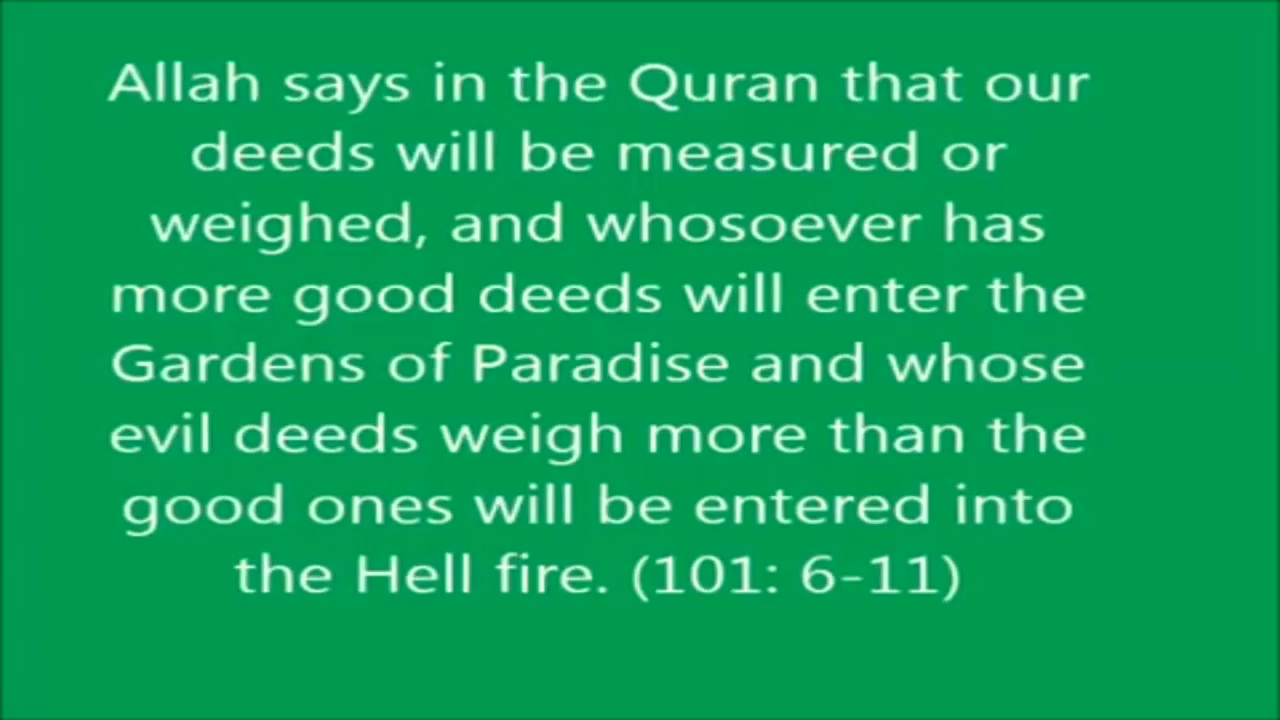 Allah says in the Quran that our
deeds will be measured or
weighed, and whosoever has
more good deeds will enter the
Gardens of Paradise and whose
evil deeds weigh more than the
good ones will be entered into
the Hell fire. (101: 6-11)